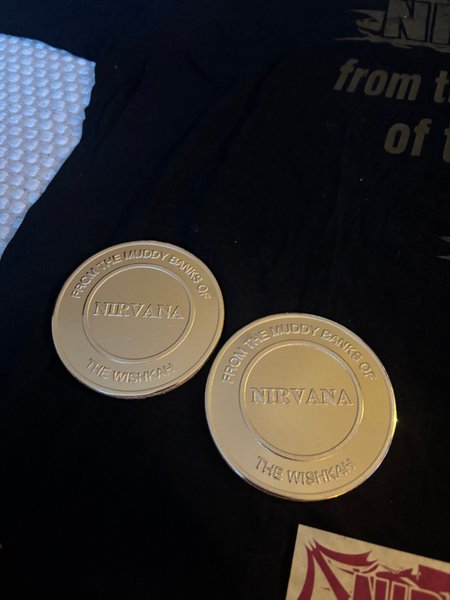 from t
of t
FROM THE MUDDY BANKS OF
NIRVANA
THE WISHKAH
FROM THE MUDDY BANKS OF
NIRVANA
THE WISHKAH